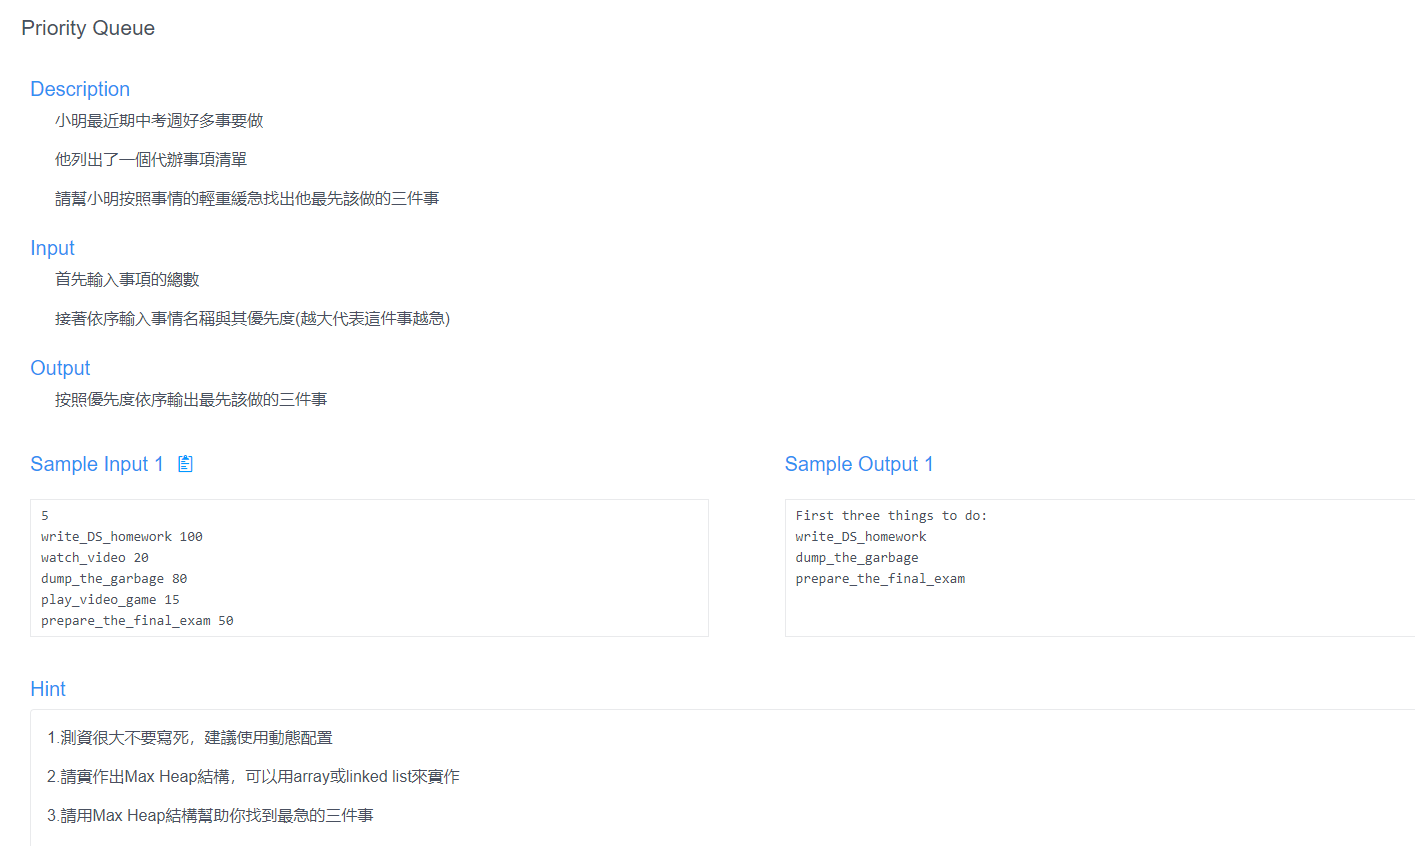 Priority Queue
Description
小明最近期中考週好多事要做
他列出了一個代辦事項清單
請幫小明按照事情的輕重緩急找出他最先該做的三件事
Input
首先輸入事項的總數
接著依序輸入事情名稱與其優先度(越大代表這件事越急)
Output
按照優先度依序輸出最先該做的三件事
Sample Input 1
5
write_DS_homework 100
watch_video 20
dump_the_garbage 80
play_video_game 15
prepare_the_final_exam 50
Sample Output 1
First three things to do:
write_DS_homework
dump_the_garbage
prepare_the_final_exam
Hint
1.測資很大不要寫死，建議使用動態配置
2.請實作出Max Heap結構，可以用array或linked list來實作
3.請用Max Heap結構幫助你找到最急的三件事